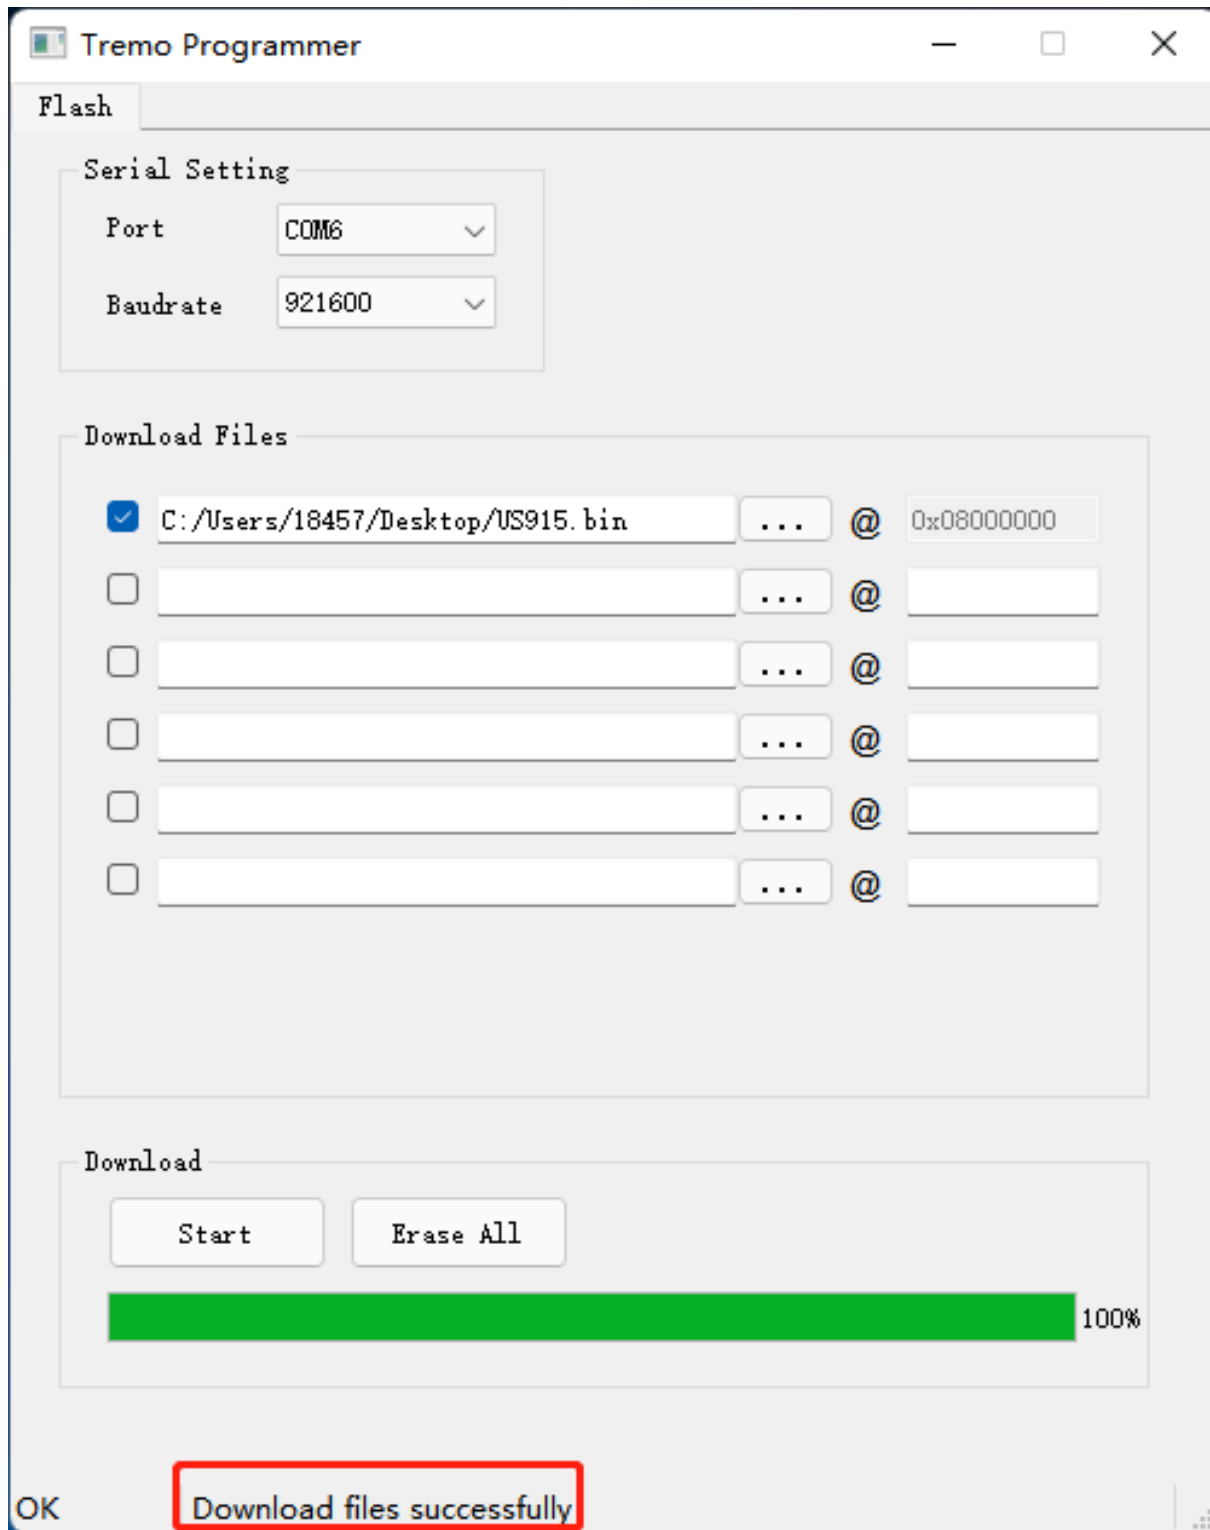 Tremo Programmer
Flash
Serial Setting
Port COM6
Baudrate 921600
Download Files
C:/Users/18457/Desktop/US915.bin ... @ 0x08000000
... @
... @
... @
... @
... @
Download
Start Erase All
100%
OK Download files successfully